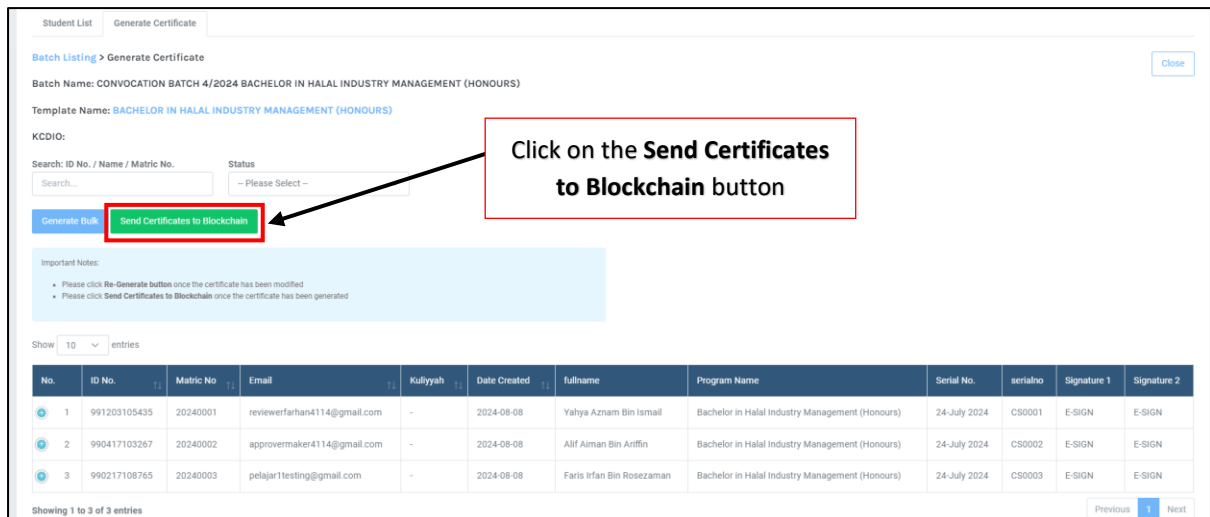 Student List Generate Certificate
Batch Listing > Generate Certificate
Close
Batch Name: CONVOCATION BATCH 4/2024 BACHELOR IN HALAL INDUSTRY MANAGEMENT (HONOURS)
Template Name: BACHELOR IN HALAL INDUSTRY MANAGEMENT (HONOURS)
KCDIO:
Search: ID No. / Name / Matric No. Status
Search... -- Please Select --
Click on the Send Certificates
to Blockchain button
Generate Bulk Send Certificates to Blockchain
Important Notes:
• Please click Re-Generate button once the certificate has been modified
• Please click Send Certificates to Blockchain once the certificate has been generated
Show 10 entries
No. ID No. Matric No Email Kuliyyah Date Created fullname Program Name Serial No. serialno Signature 1 Signature 2
1 991203105435 20240001 reviewerfarhan4114@gmail.com - 2024-08-08 Yahya Aznam Bin Ismail Bachelor in Halal Industry Management (Honours) 24-July 2024 CS0001 E-SIGN E-SIGN
2 990417103267 20240002 approvermaker4114@gmail.com - 2024-08-08 Alif Aiman Bin Ariffin Bachelor in Halal Industry Management (Honours) 24-July 2024 CS0002 E-SIGN E-SIGN
3 990217108765 20240003 pelajar1testing@gmail.com - 2024-08-08 Faris Irfan Bin Rosezaman Bachelor in Halal Industry Management (Honours) 24-July 2024 CS0003 E-SIGN E-SIGN
Showing 1 to 3 of 3 entries
Previous 1 Next